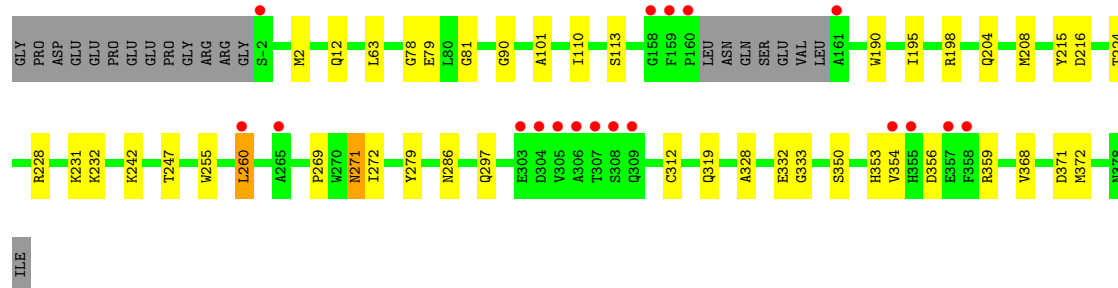 GLY PRO ASP GLU GLU PRO GLU GLU PRO GLY ARG ARG GLY S-2 M2 Q12 L63 G78 E79 L80 G81 G90 A101 I110 S113 G158 F159 P160 LEU ASN GLN SER GLU VAL LEU A161 W190 I195 R198 Q204 M208 Y215 D216
R228 K231 K232 K242 T247 W255 L260 A265 P269 W270 N271 I272 Y279 N286 Q297 E303 D304 V305 A306 T307 S308 Q309 C312 Q319 A328 E332 G333 S350 H353 V354 H355 D356 E357 F358 R359 V368 D371 M372 N378
ILE